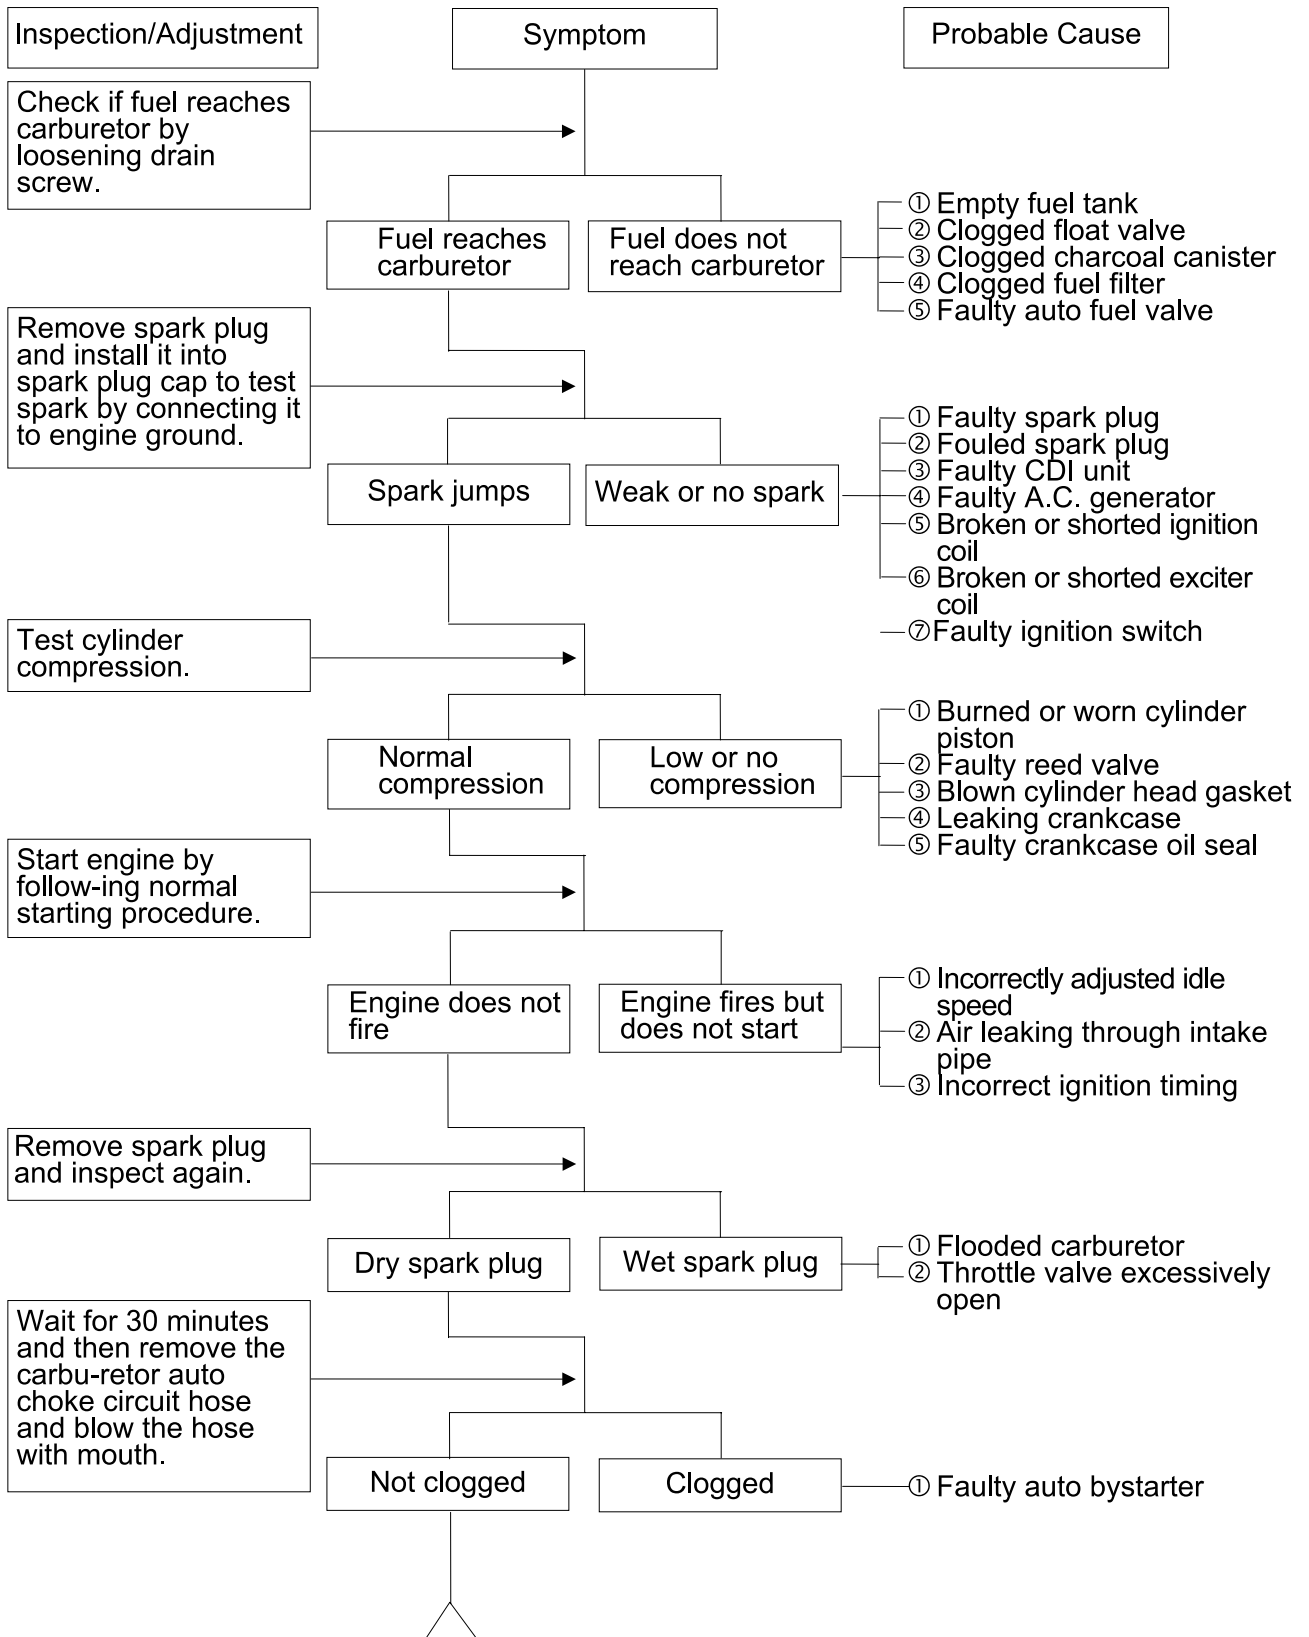 Inspection/Adjustment
Symptom
Probable Cause
Check if fuel reaches
carburetor by
loosening drain
screw.
Fuel reaches
carburetor
Fuel does not
reach carburetor
① Empty fuel tank
② Clogged float valve
③ Clogged charcoal canister
④ Clogged fuel filter
⑤ Faulty auto fuel valve
Remove spark plug
and install it into
spark plug cap to test
spark by connecting it
to engine ground.
Spark jumps
Weak or no spark
① Faulty spark plug
② Fouled spark plug
③ Faulty CDI unit
④ Faulty A.C. generator
⑤ Broken or shorted ignition
coil
⑥ Broken or shorted exciter
coil
⑦Faulty ignition switch
Test cylinder
compression.
Normal
compression
Low or no
compression
① Burned or worn cylinder
piston
② Faulty reed valve
③ Blown cylinder head gasket
④ Leaking crankcase
⑤ Faulty crankcase oil seal
Start engine by
follow-ing normal
starting procedure.
Engine does not
fire
Engine fires but
does not start
① Incorrectly adjusted idle
speed
② Air leaking through intake
pipe
③ Incorrect ignition timing
Remove spark plug
and inspect again.
Dry spark plug
Wet spark plug
① Flooded carburetor
② Throttle valve excessively
open
Wait for 30 minutes
and then remove the
carbu-retor auto
choke circuit hose
and blow the hose
with mouth.
Not clogged
Clogged
① Faulty auto bystarter